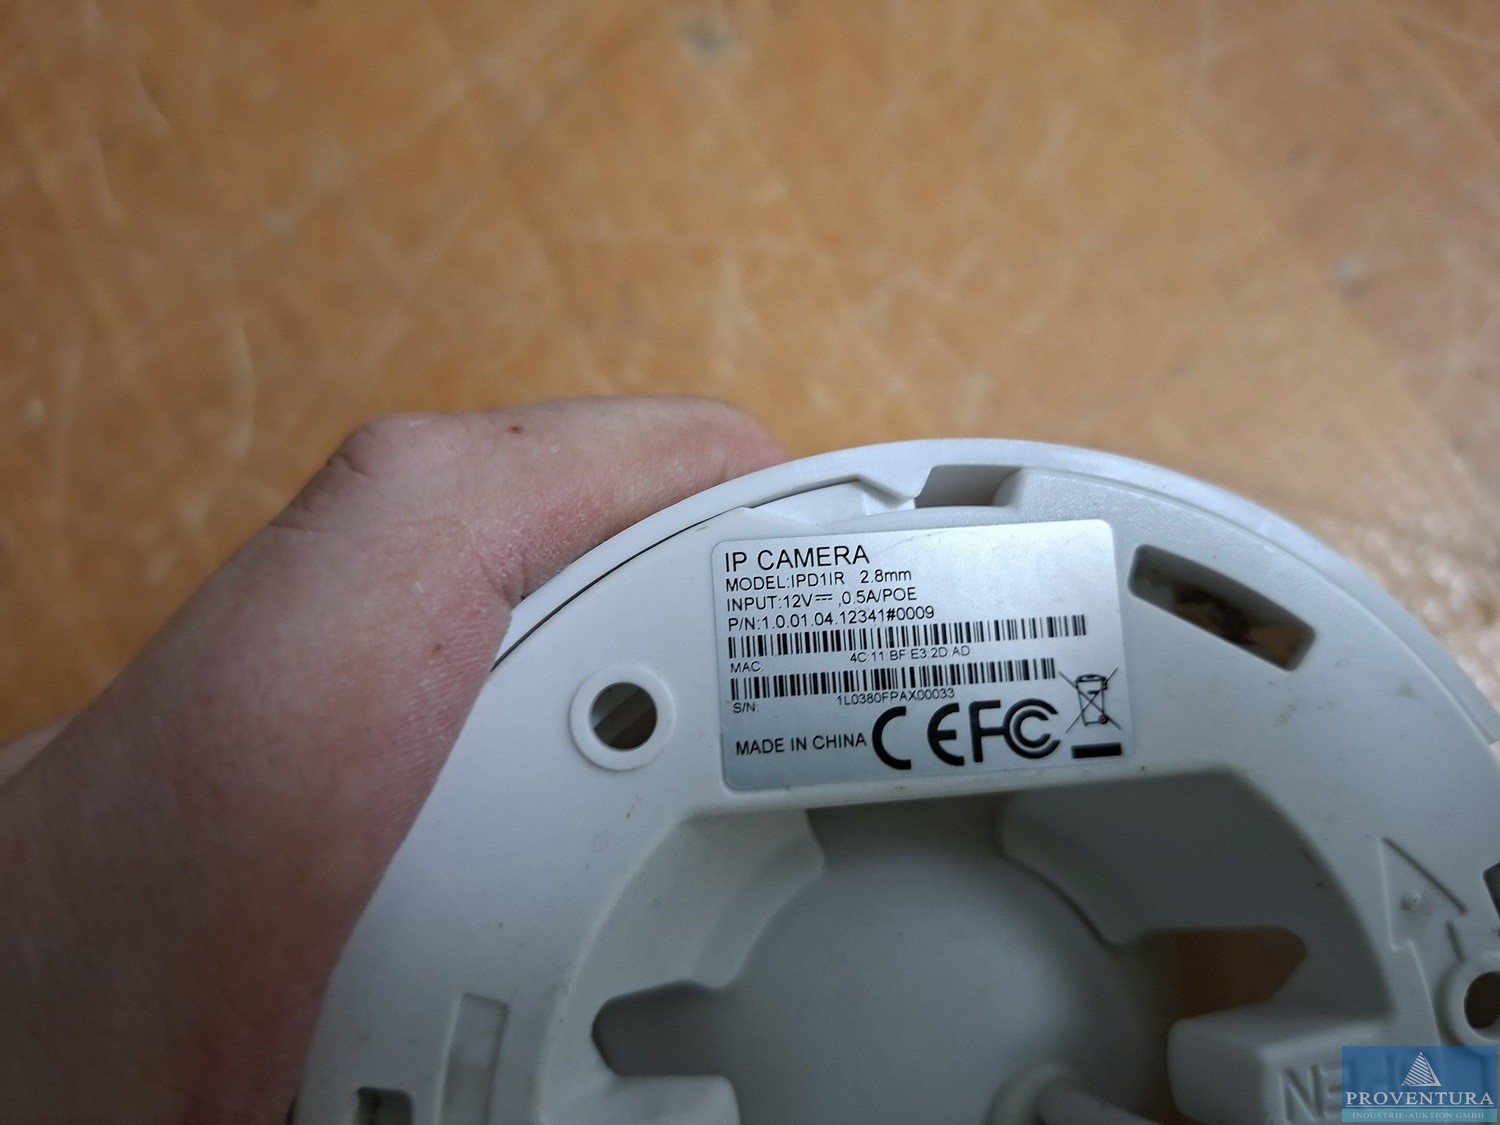 IP CAMERA
MODEL:IPD1IR 2.8mm
INPUT:12V⎓,0.5A/POE
P/N:1.0.01.04.12341#0009
MAC: 4C 11 BF E3 2D AD
S/N: 1L0380FPAX00033
MADE IN CHINA CE FC
PROVENTURA
INDUSTRIE-AUKTION GMBH